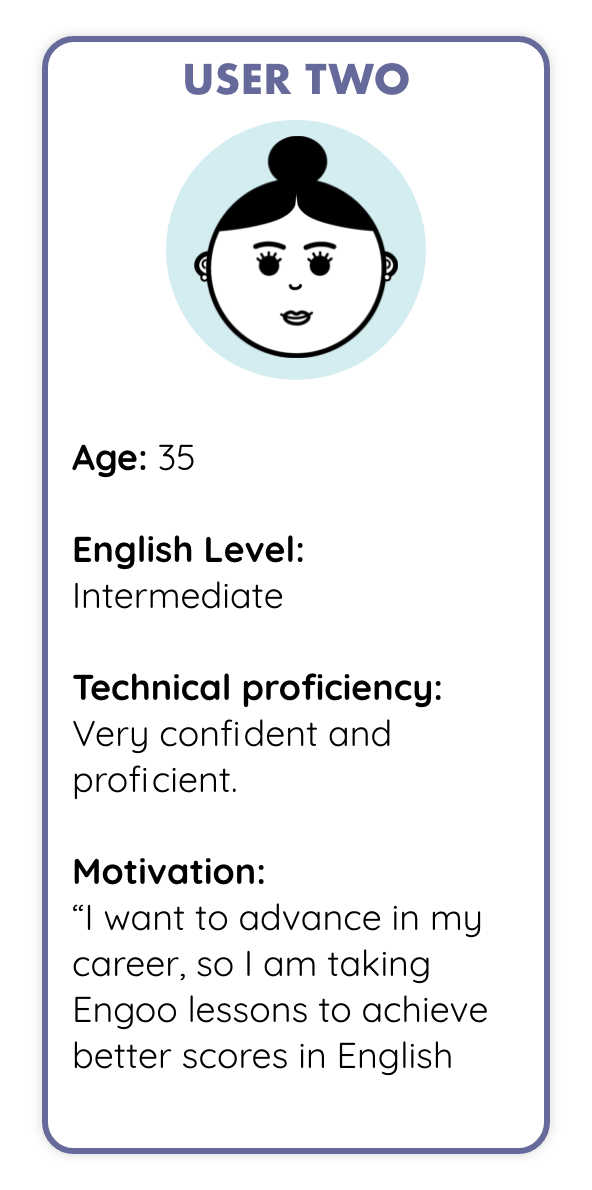 USER TWO
Age: 35
English Level:
Intermediate
Technical proficiency:
Very confident and
proficient.
Motivation:
“I want to advance in my
career, so I am taking
Engoo lessons to achieve
better scores in English